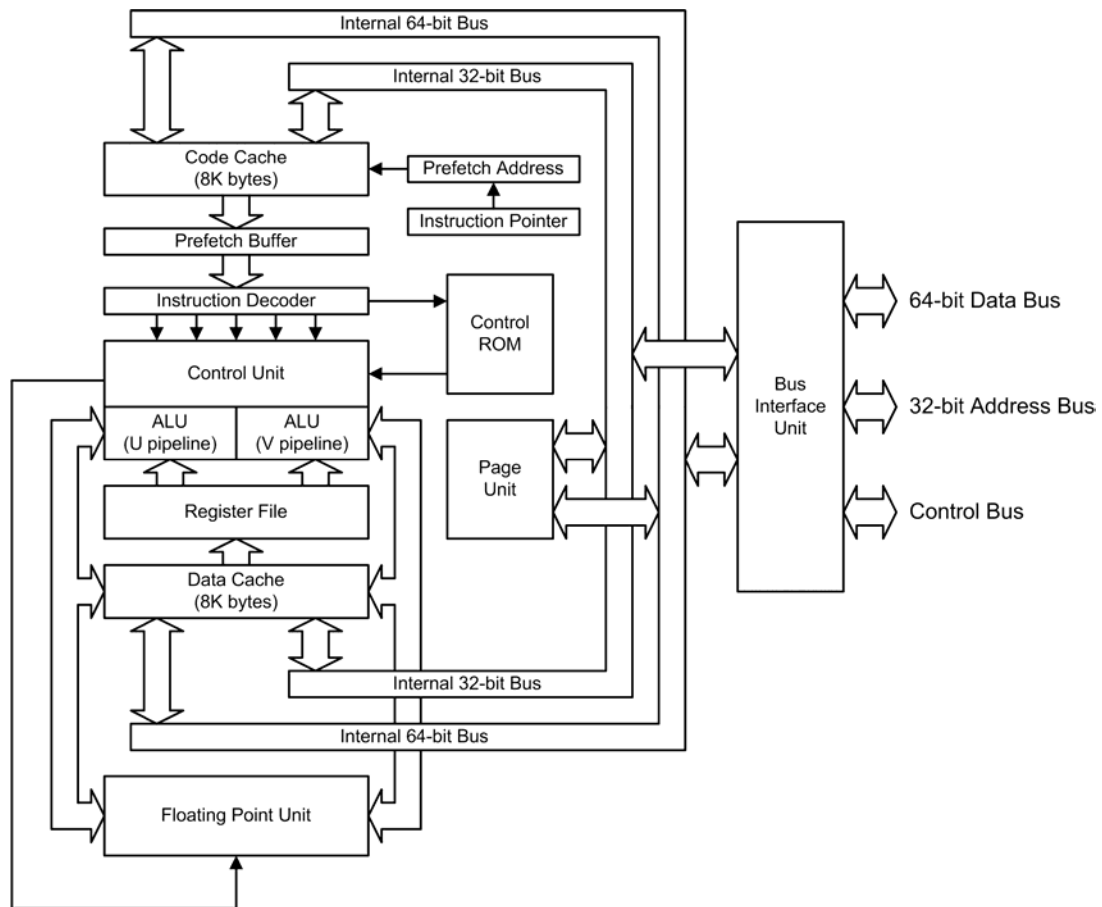 Internal 64-bit Bus
Internal 32-bit Bus
Code Cache
(8K bytes)
Prefetch Address
Instruction Pointer
Prefetch Buffer
Instruction Decoder
Control
ROM
Control Unit
ALU
(U pipeline)
ALU
(V pipeline)
Register File
Page
Unit
Data Cache
(8K bytes)
Internal 32-bit Bus
Internal 64-bit Bus
Floating Point Unit
Bus
Interface
Unit
64-bit Data Bus
32-bit Address Bus
Control Bus